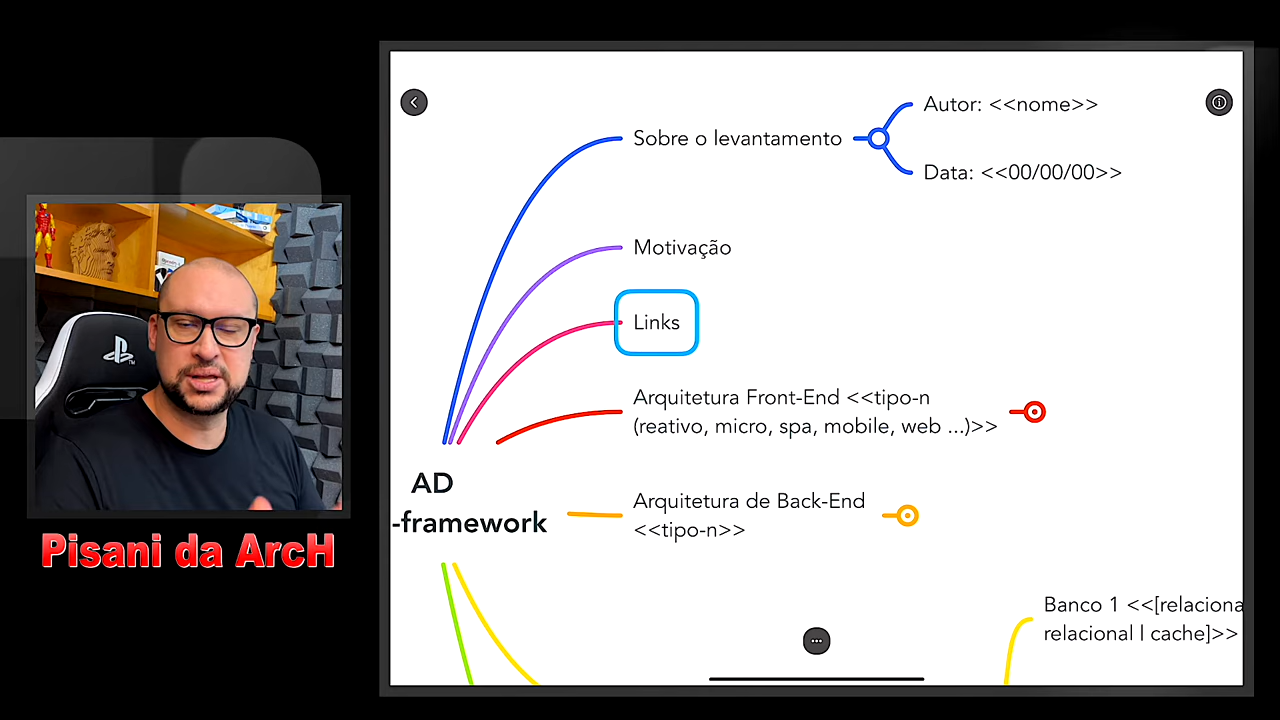 Autor: <<nome>>
Sobre o levantamento
Data: <<00/00/00>>
Motivação
Links
Arquitetura Front-End <<tipo-n
(reativo, micro, spa, mobile, web ...)>>
AD
-framework
Arquitetura de Back-End
<<tipo-n>>
Banco 1 <<[relaciona
relacional | cache]>>
Pisani da ArcH